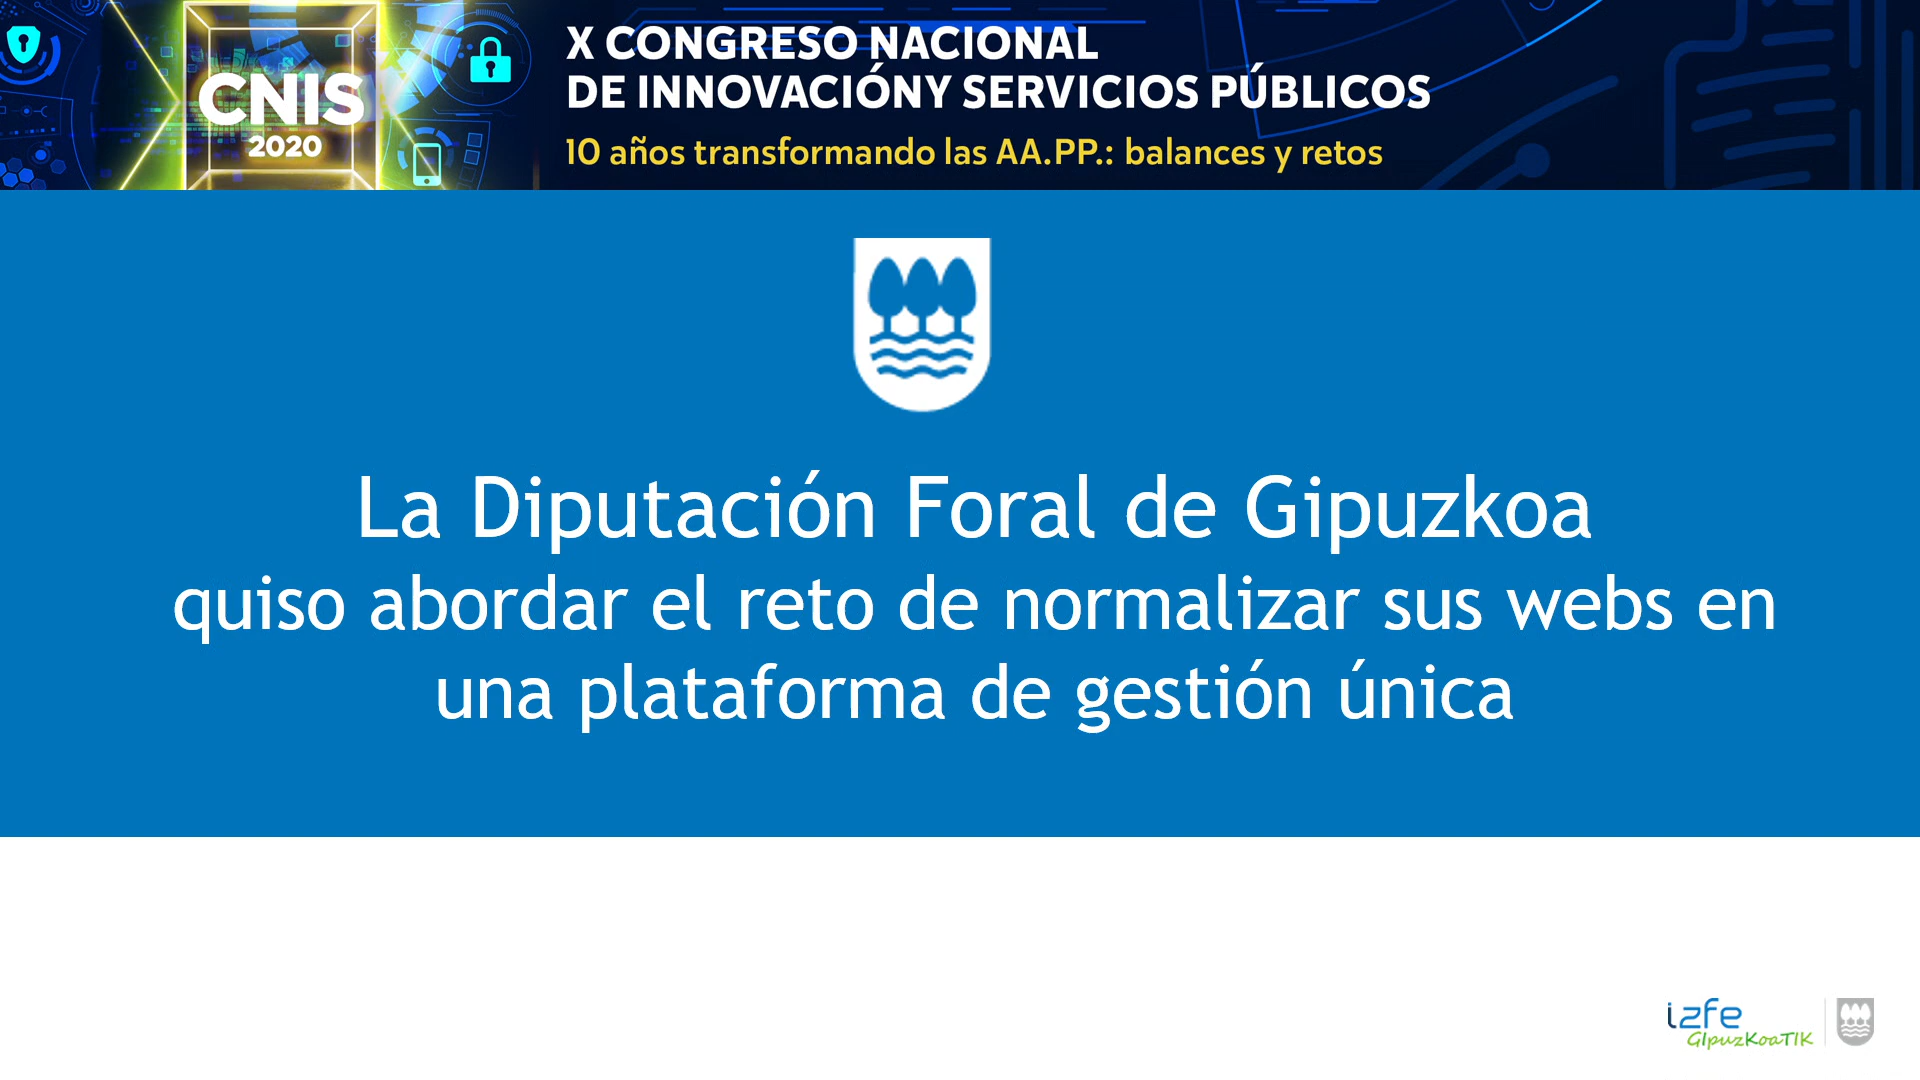 CNIS
2020
X CONGRESO NACIONAL
DE INNOVACIÓNY SERVICIOS PÚBLICOS
10 años transformando las AA.PP.: balances y retos
La Diputación Foral de Gipuzkoa
quiso abordar el reto de normalizar sus webs en
una plataforma de gestión única
izfe
GIpuzKoaTIK